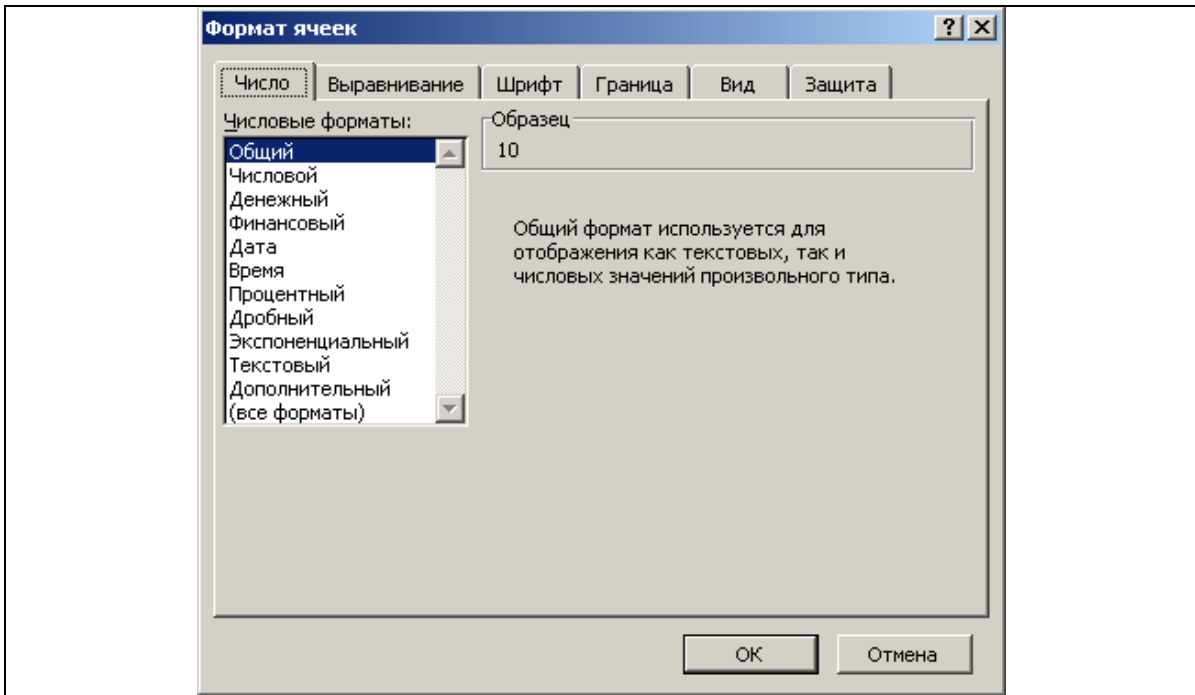 Формат ячеек
Число Выравнивание Шрифт Граница Вид Защита
Числовые форматы:
Общий
Числовой
Денежный
Финансовый
Дата
Время
Процентный
Дробный
Экспоненциальный
Текстовый
Дополнительный
(все форматы)
Образец
10
Общий формат используется для
отображения как текстовых, так и
числовых значений произвольного типа.
ОК Отмена